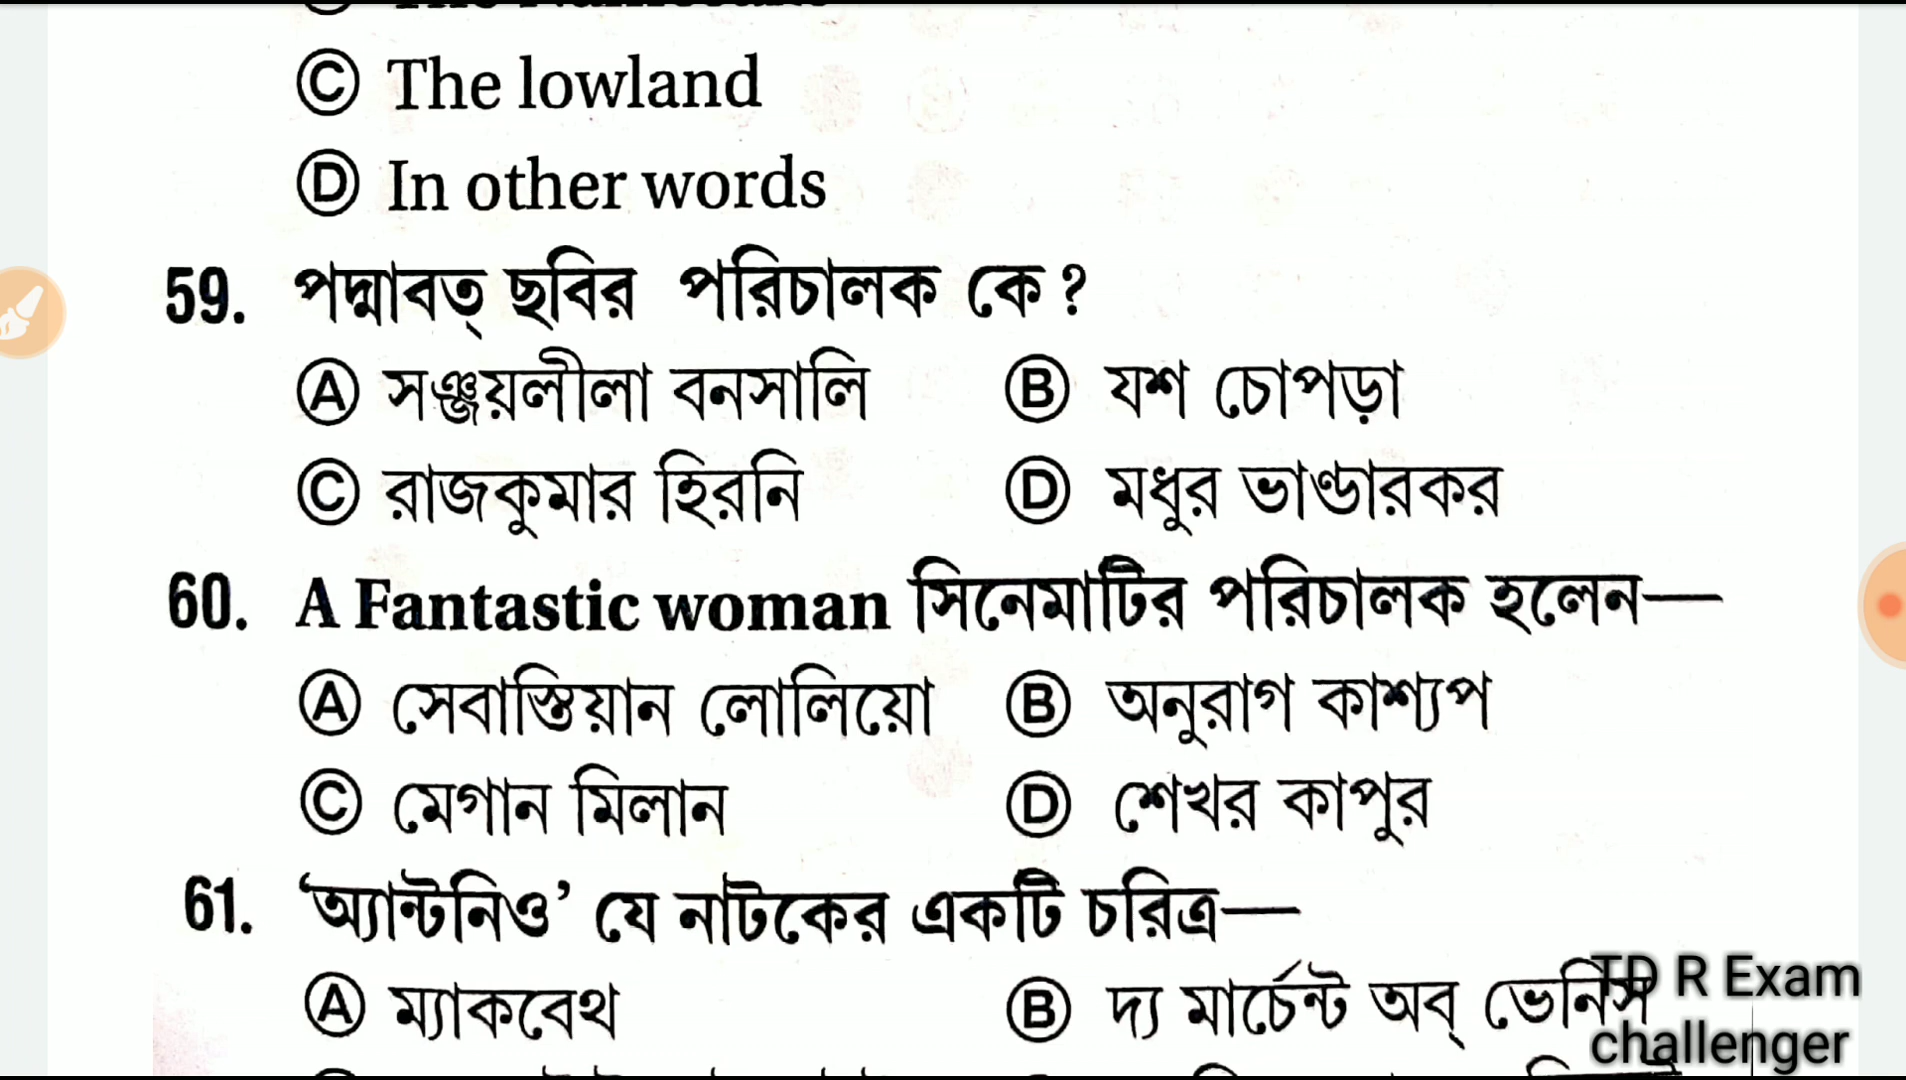 Ⓒ The lowland
Ⓓ In other words
59. পদ্মাবত্ ছবির পরিচালক কে ?
Ⓐ সঞ্জয়লীলা বনসালি Ⓑ যশ চোপড়া
Ⓒ রাজকুমার হিরনি Ⓓ মধুর ভাণ্ডারকর
60. A Fantastic woman সিনেমাটির পরিচালক হলেন—
Ⓐ সেবাস্তিয়ান লোলিয়ো Ⓑ অনুরাগ কাশ্যপ
Ⓒ মেগান মিলান Ⓓ শেখর কাপুর
61. ‘অ্যান্টনিও’ যে নাটকের একটি চরিত্র—
Ⓐ ম্যাকবেথ Ⓑ দ্য মার্চেন্ট অব্ ভেনিস
TD R Exam
challenger